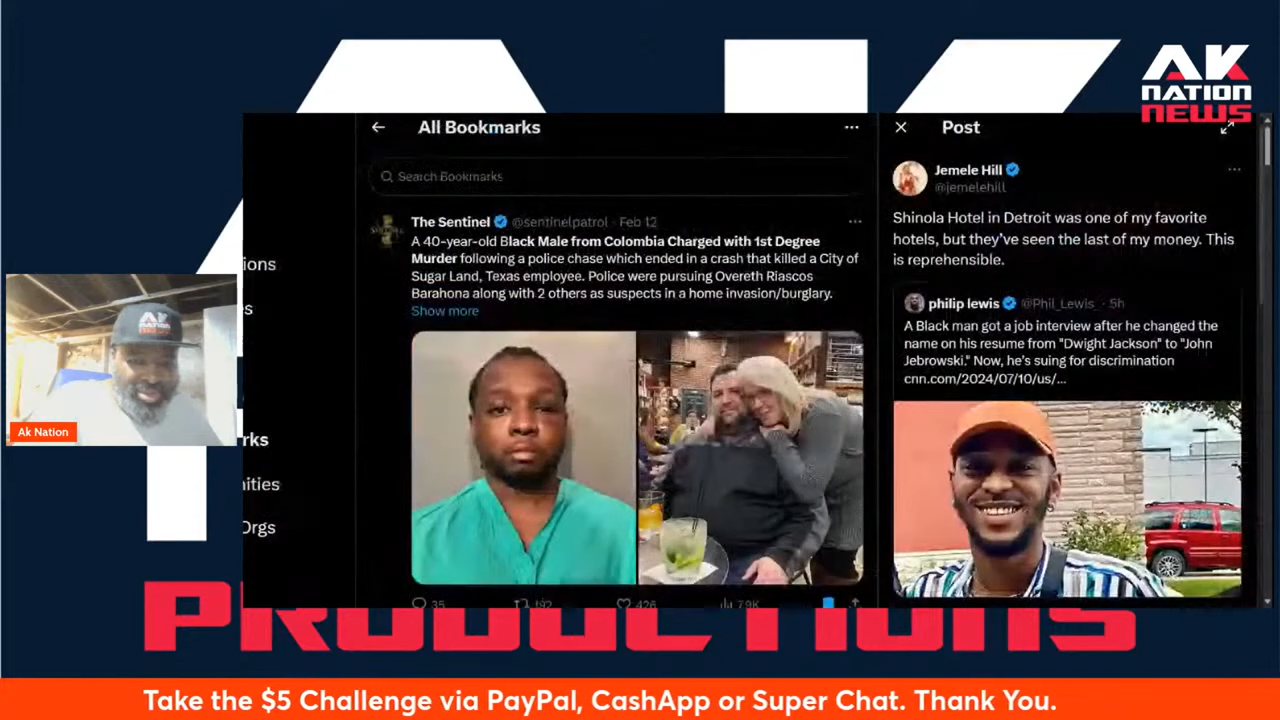 AK
NATION
NEWS
All Bookmarks
Search Bookmarks
The Sentinel @sentinelpatrol · Feb 12
A 40-year-old Black Male from Colombia Charged with 1st Degree
Murder following a police chase which ended in a crash that killed a City of
Sugar Land, Texas employee. Police were pursuing Overeth Riascos
Barahona along with 2 others as suspects in a home invasion/burglary.
Show more
35 192 426 7.9K
Post
Jemele Hill
@jemelehill
Shinola Hotel in Detroit was one of my favorite
hotels, but they've seen the last of my money. This
is reprehensible.
philip lewis @Phil_Lewis_ · 5h
A Black man got a job interview after he changed the
name on his resume from "Dwight Jackson" to "John
Jebrowski." Now, he's suing for discrimination
cnn.com/2024/07/10/us/...
ions
es
rks
nities
Orgs
AK
NATION
NEWS
Ak Nation
PRODUCTIONS
Take the $5 Challenge via PayPal, CashApp or Super Chat. Thank You.